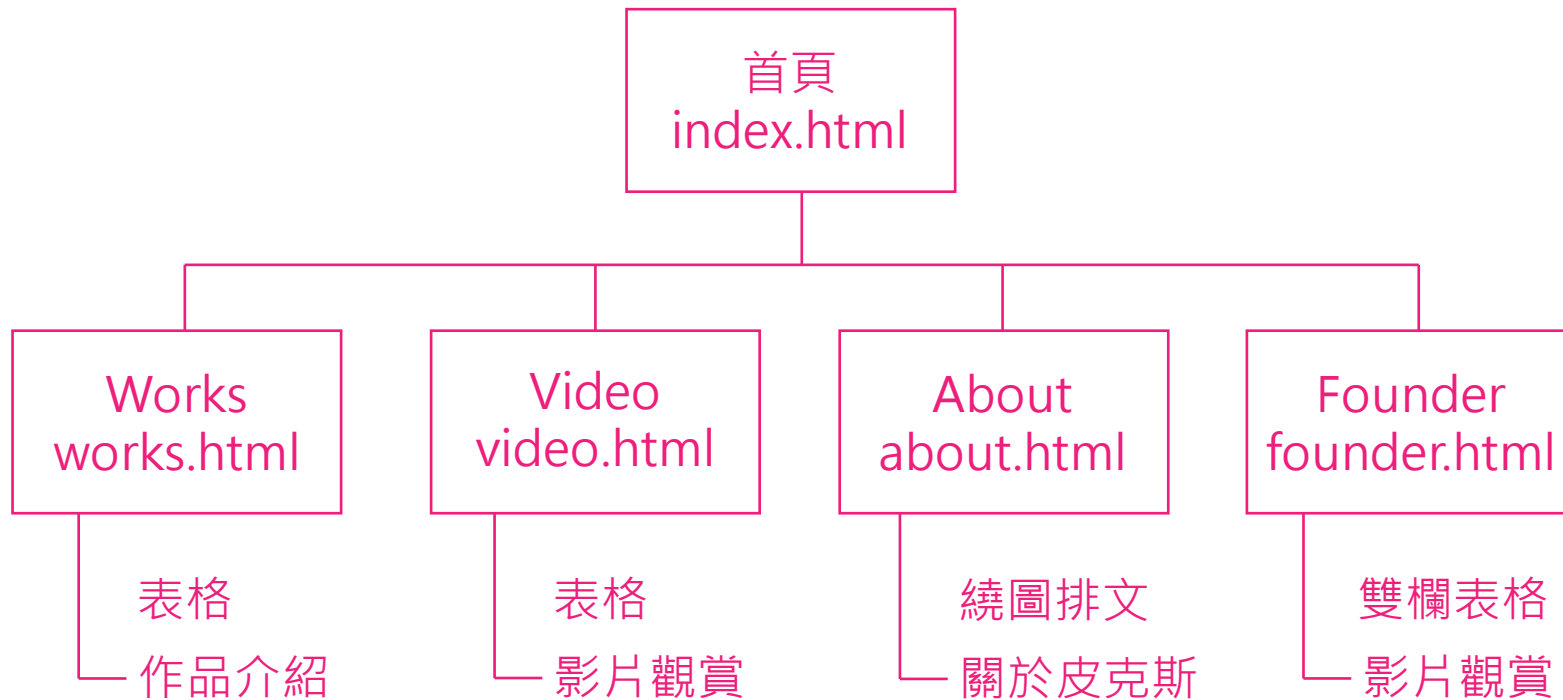 首頁
index.html
Works
works.html
Video
video.html
About
about.html
Founder
founder.html
表格
作品介紹
表格
影片觀賞
繞圖排文
關於皮克斯
雙欄表格
影片觀賞